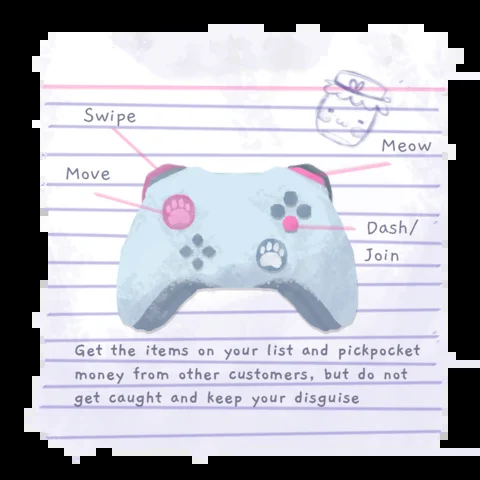 Swipe
Meow
Move
Dash/
Join
Get the items on your list and pickpocket
money from other customers, but do not
get caught and keep your disguise